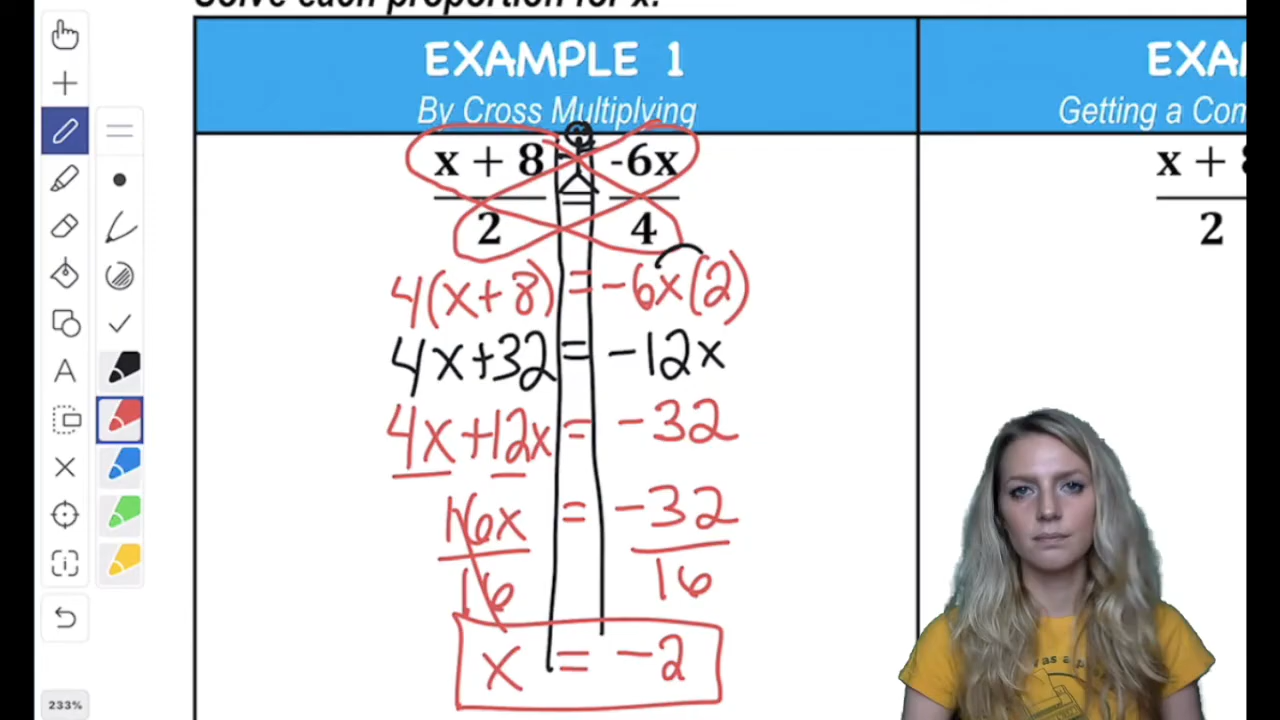 Solve each proportion for x.
EXAMPLE 1
By Cross Multiplying
x + 8 = -6x
2 4
4(x+8) = -6x(2)
4x+32 = -12x
4x+12x = -32
16x = -32
16 16
x = -2
EXA
Getting a Com
x + 8
2
A
233%
was a p